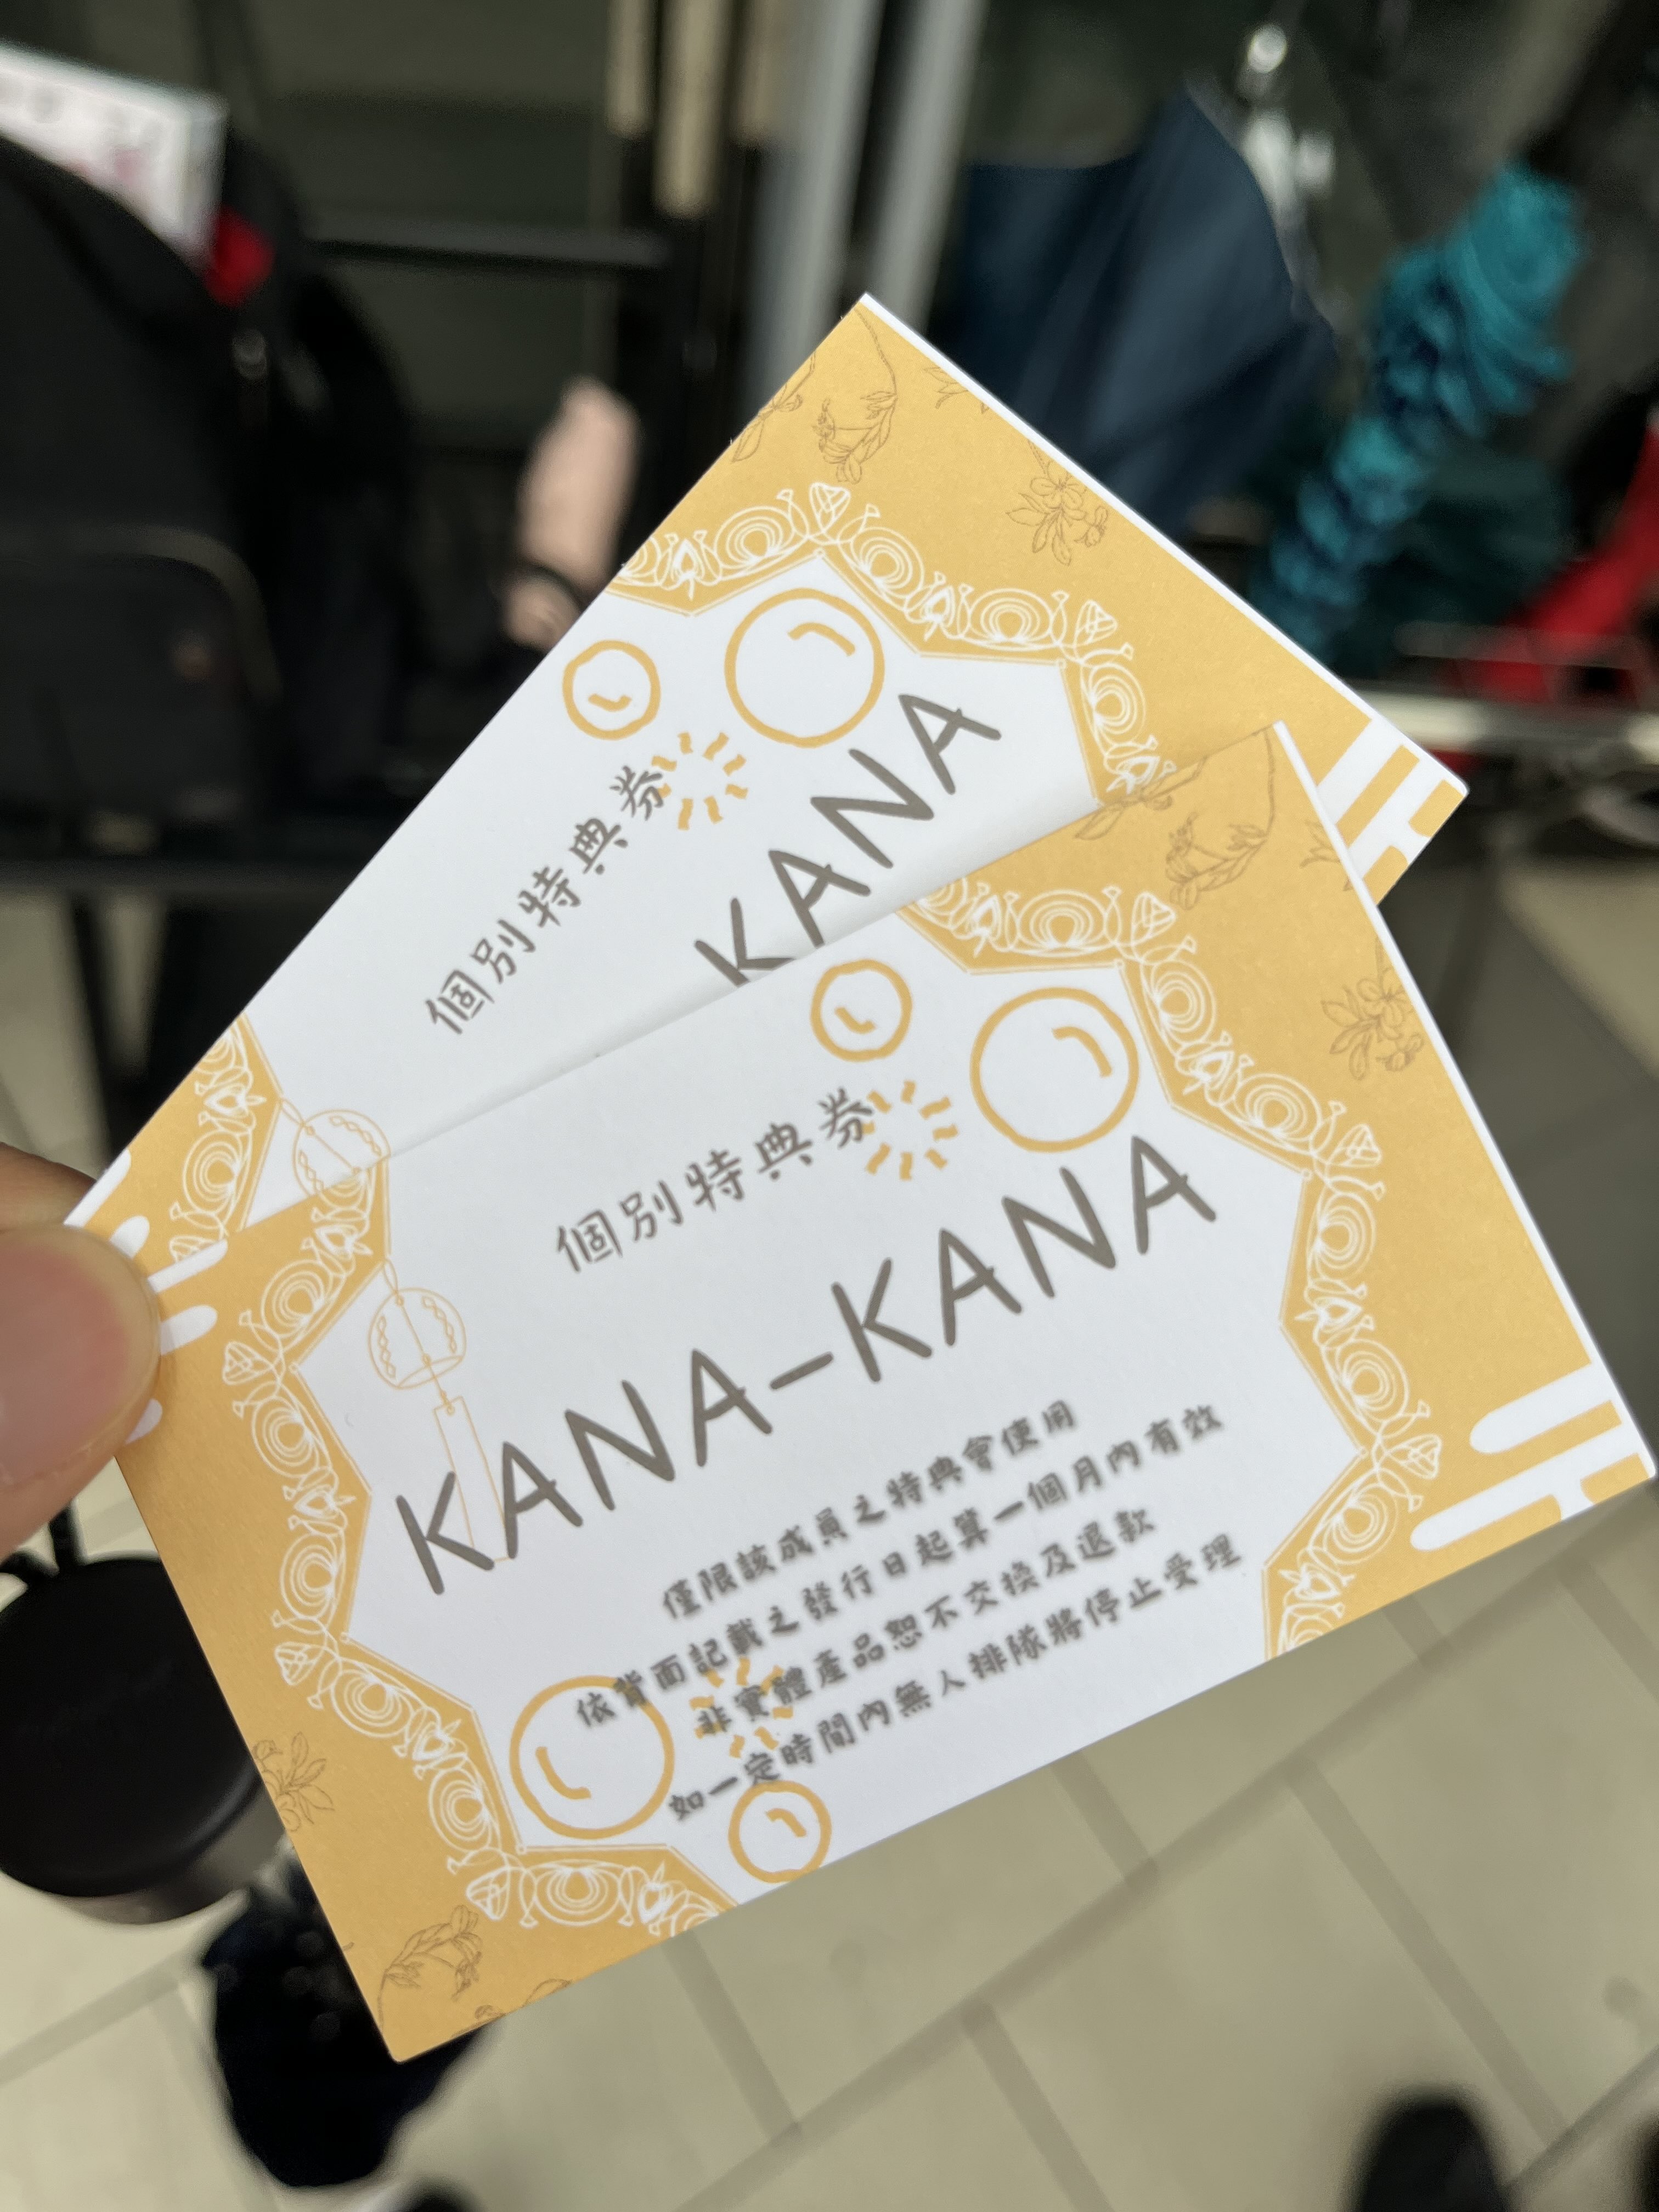 個別特典券
KANA
個別特典券
KANA-KANA
僅限該成員之特典會使用
依背面記載之發行日起算一個月內有效
非實體產品恕不交換及退款
如一定時間內無人排隊將停止受理